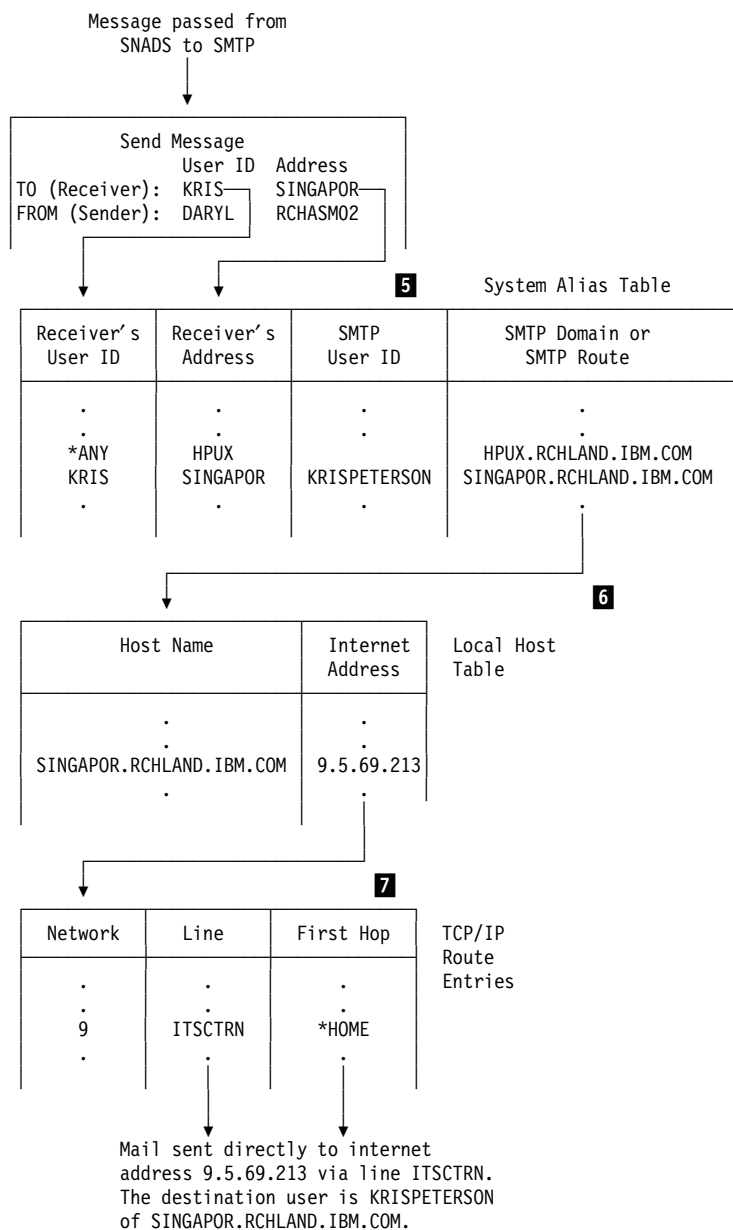 Message passed from
SNADS to SMTP
Send Message
User ID Address
TO (Receiver): KRIS SINGAPOR
FROM (Sender): DARYL RCHASM02
5 System Alias Table
Receiver's Receiver's SMTP SMTP Domain or
User ID Address User ID SMTP Route
. . . .
. . . .
*ANY HPUX HPUX.RCHLAND.IBM.COM
KRIS SINGAPOR KRISPETERSON SINGAPOR.RCHLAND.IBM.COM
. . . .
6
Host Name Internet Local Host
Address Table
. .
. .
SINGAPOR.RCHLAND.IBM.COM 9.5.69.213
. .
7
Network Line First Hop TCP/IP
Route
Entries
. . .
. . .
9 ITSCTRN *HOME
. . .
Mail sent directly to internet
address 9.5.69.213 via line ITSCTRN.
The destination user is KRISPETERSON
of SINGAPOR.RCHLAND.IBM.COM.